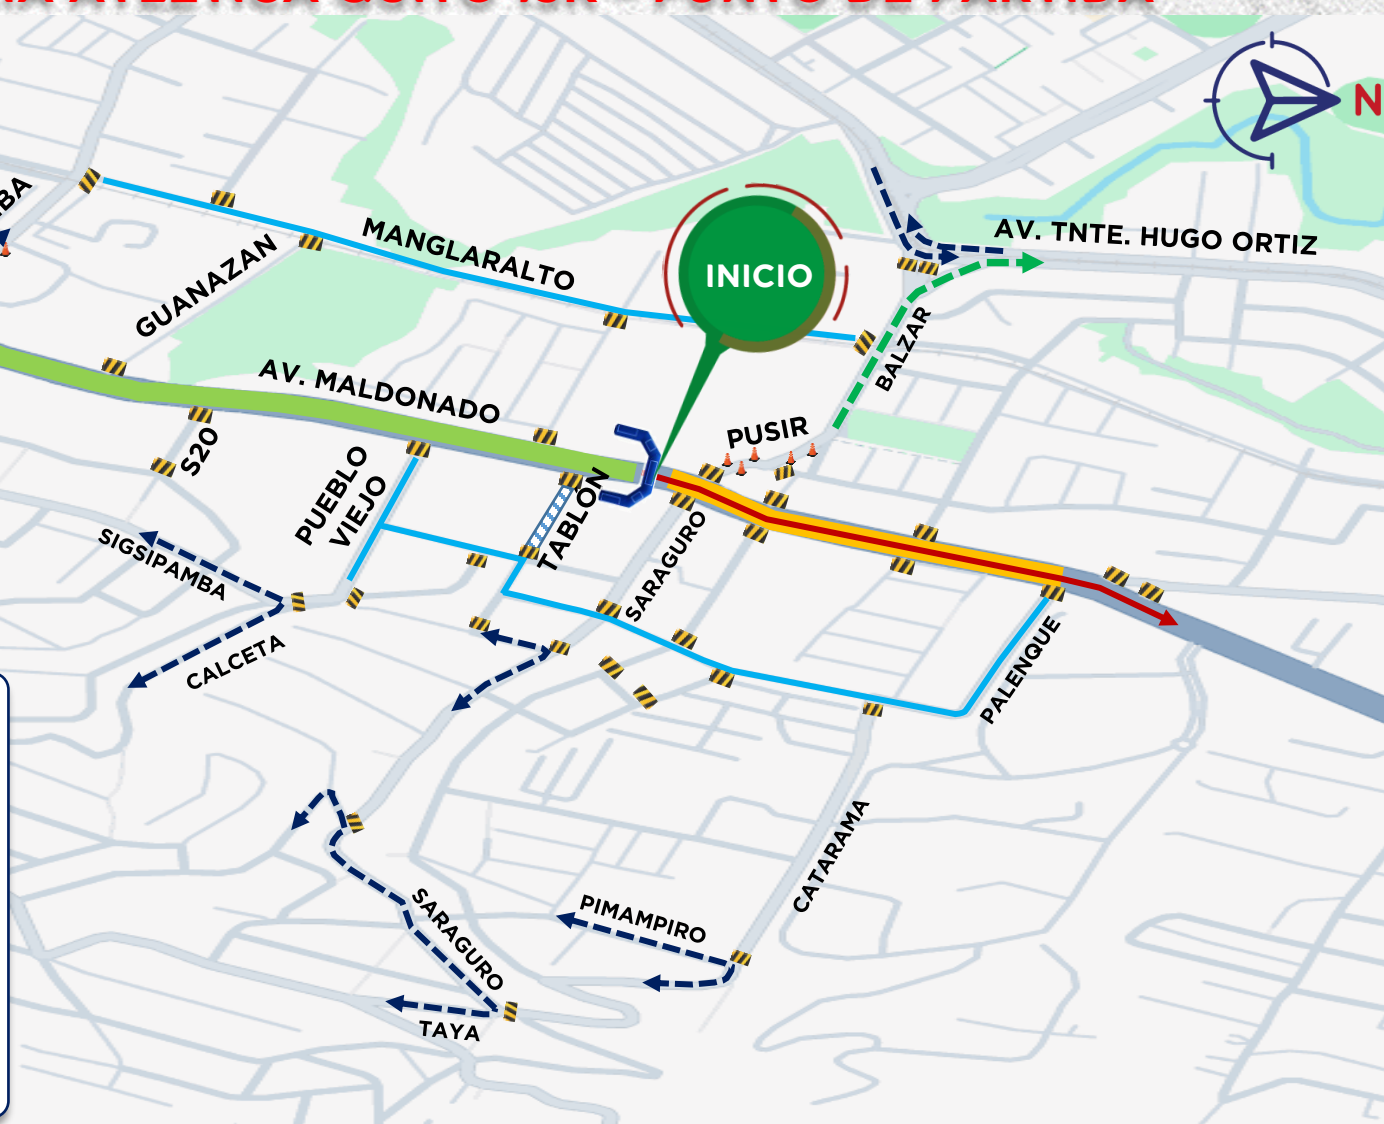 N
AV. TNTE. HUGO ORTIZ
MANGLARALTO
INICIO
GUANAZAN
BALZAR
AV. MALDONADO
PUSIR
S20
PUEBLO
VIEJO
TABLÓN
SARAGURO
SIGSIPAMBA
CALCETA
PALENQUE
CATARAMA
SARAGURO
PIMAMPIRO
TAYA